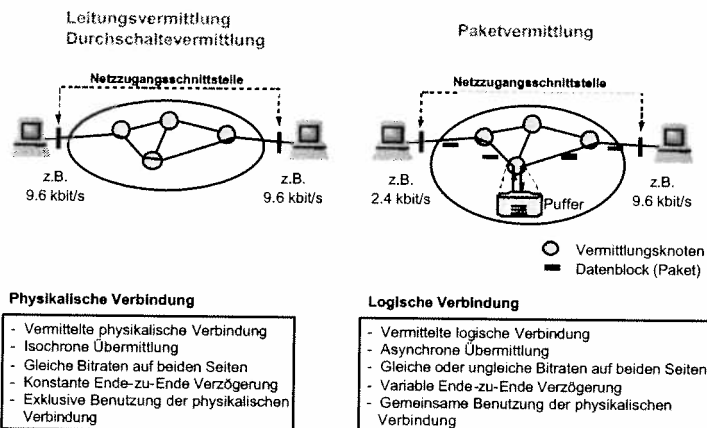 Leitungsvermittlung
Durchschaltevermittlung
Netzzugangsschnittstelle
z.B.
9.6 kbit/s
z.B.
9.6 kbit/s
Paketvermittlung
Netzzugangsschnittstelle
z.B.
2.4 kbit/s
Puffer
z.B.
9.6 kbit/s
Vermittlungsknoten
Datenblock (Paket)
Physikalische Verbindung
- Vermittelte physikalische Verbindung
- Isochrone Übermittlung
- Gleiche Bitraten auf beiden Seiten
- Konstante Ende-zu-Ende Verzögerung
- Exklusive Benutzung der physikalischen
Verbindung
Logische Verbindung
- Vermittelte logische Verbindung
- Asynchrone Übermittlung
- Gleiche oder ungleiche Bitraten auf beiden Seiten
- Variable Ende-zu-Ende Verzögerung
- Gemeinsame Benutzung der physikalischen
Verbindung